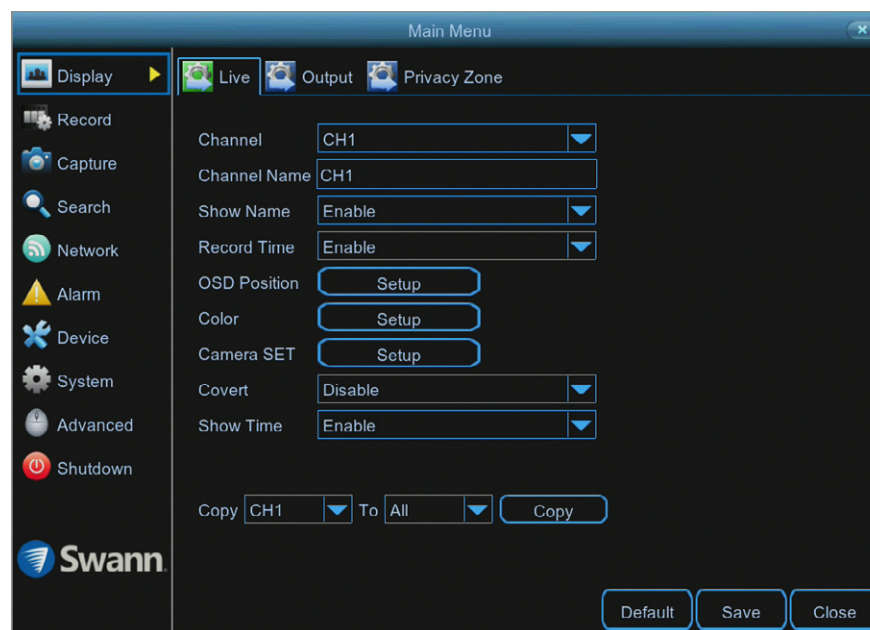 Main Menu
Display
Live Output Privacy Zone
Record
Capture
Search
Network
Alarm
Device
System
Advanced
Shutdown
Swann
Channel CH1
Channel Name CH1
Show Name Enable
Record Time Enable
OSD Position Setup
Color Setup
Camera SET Setup
Covert Disable
Show Time Enable
Copy CH1 To All Copy
Default Save Close